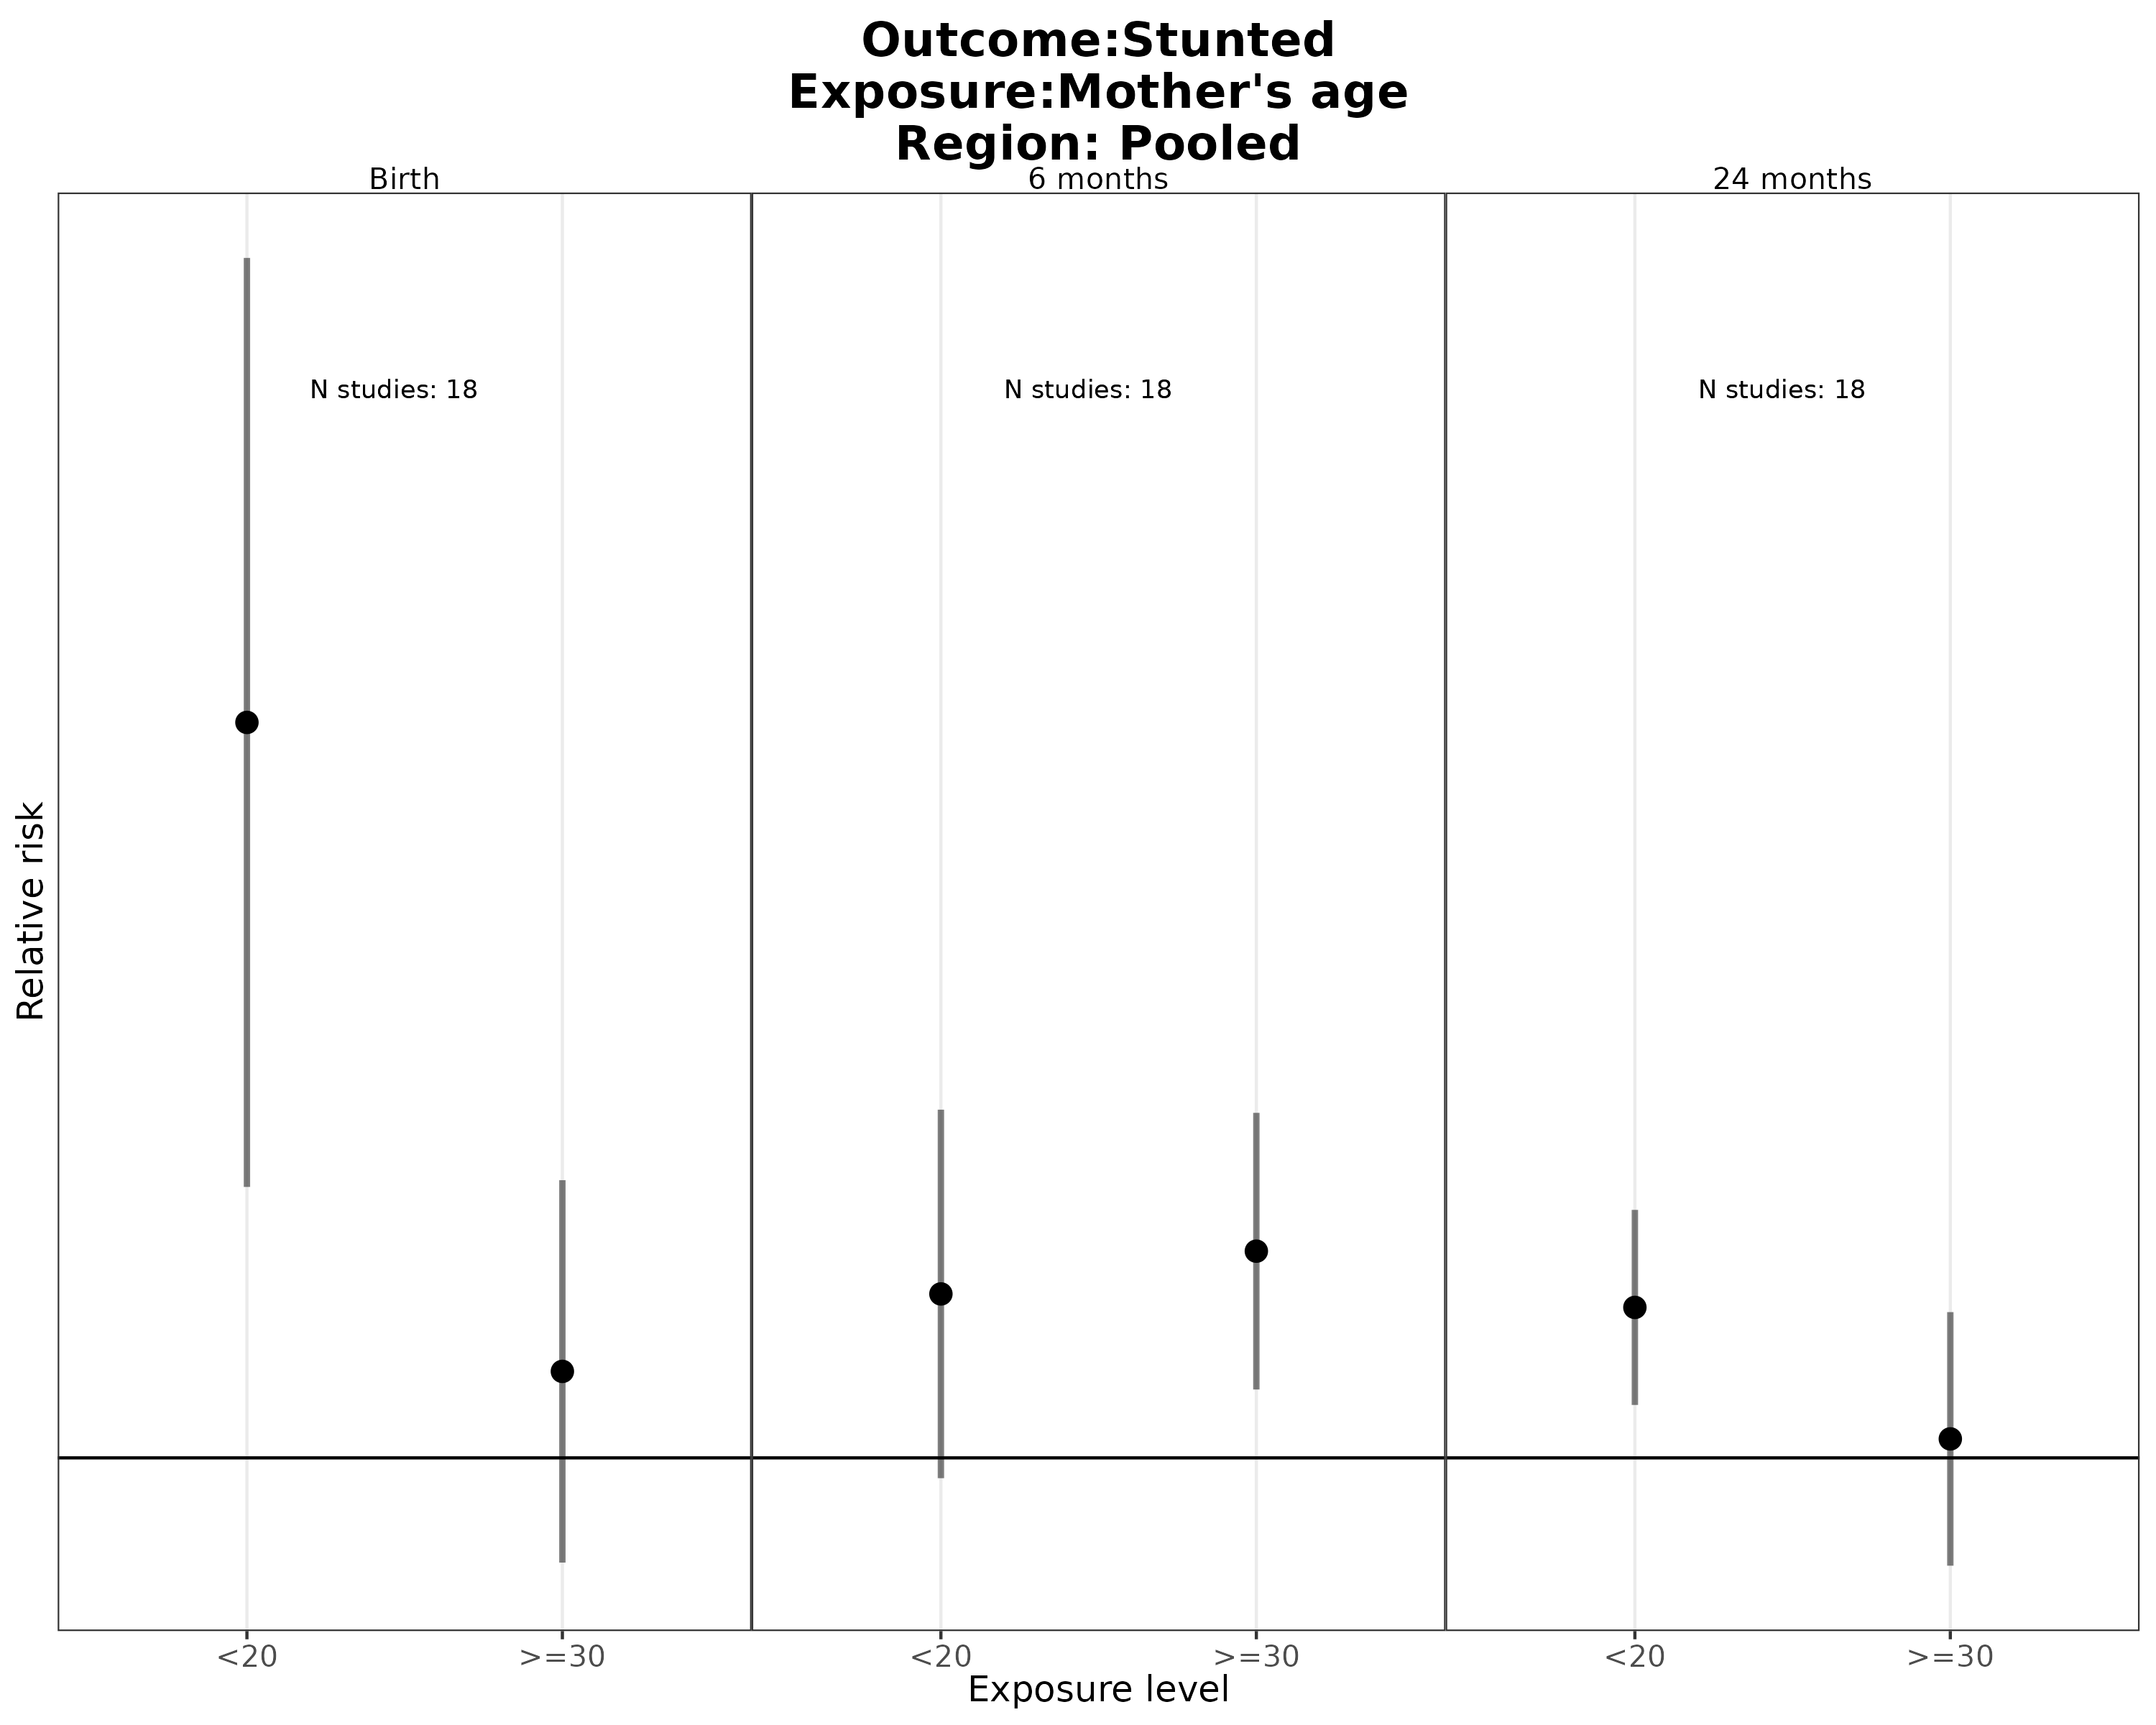 Outcome:Stunted
Exposure:Mother's age
Region: Pooled
Birth
6 months
24 months
N studies: 18
N studies: 18
N studies: 18
Relative risk
<20
>=30
<20
>=30
<20
>=30
Exposure level